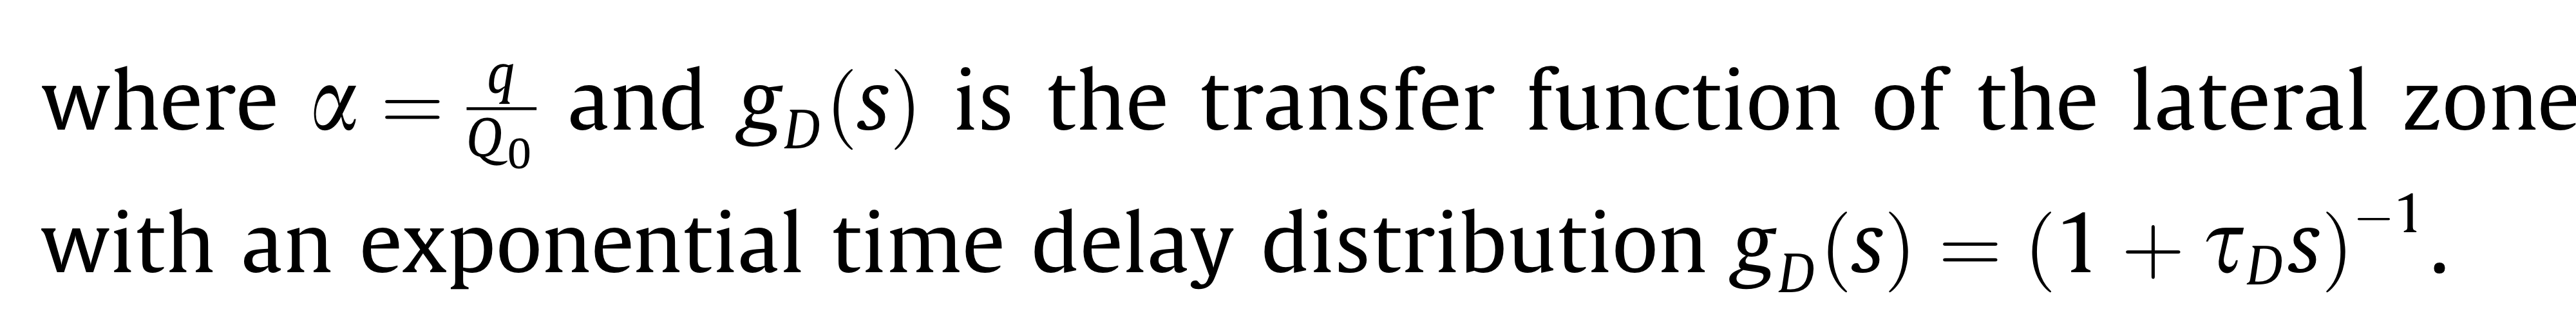 where α = q/Q₀ and g_D(s) is the transfer function of the lateral zone
with an exponential time delay distribution g_D(s) = (1 + τ_D s)⁻¹.